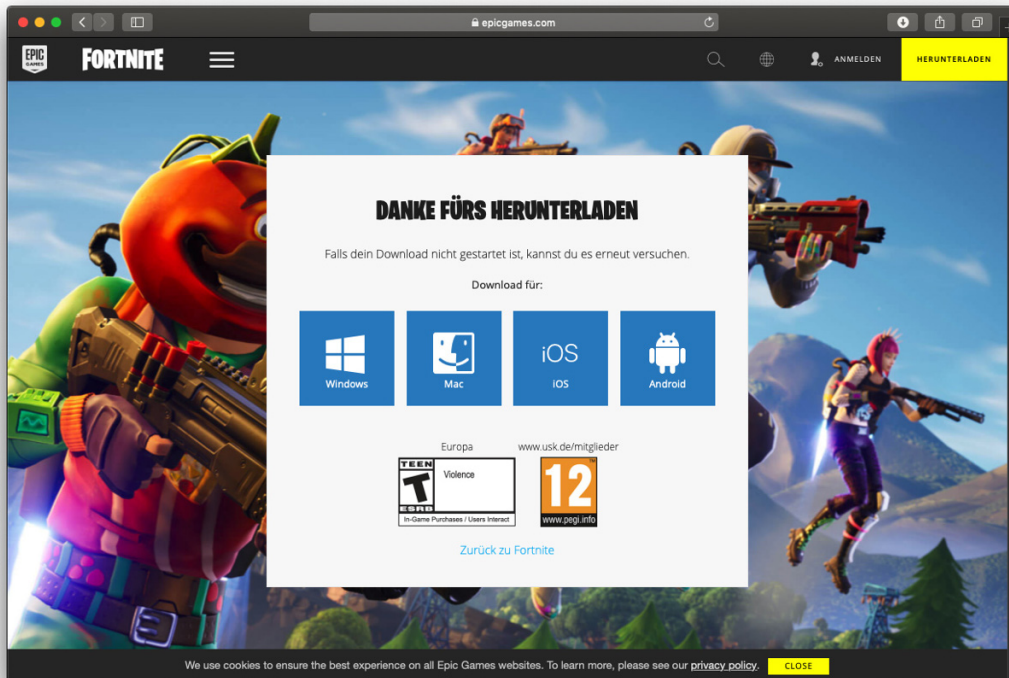 epicgames.com
EPIC
GAMES
FORTNITE
ANMELDEN
HERUNTERLADEN
DANKE FÜRS HERUNTERLADEN
Falls dein Download nicht gestartet ist, kannst du es erneut versuchen.
Download für:
Windows
Mac
iOS
iOS
Android
Europa
www.usk.de/mitglieder
TEEN
T
ESRB
Violence
In-Game Purchases / Users Interact
12
www.pegi.info
Zurück zu Fortnite
We use cookies to ensure the best experience on all Epic Games websites. To learn more, please see our privacy policy.
CLOSE